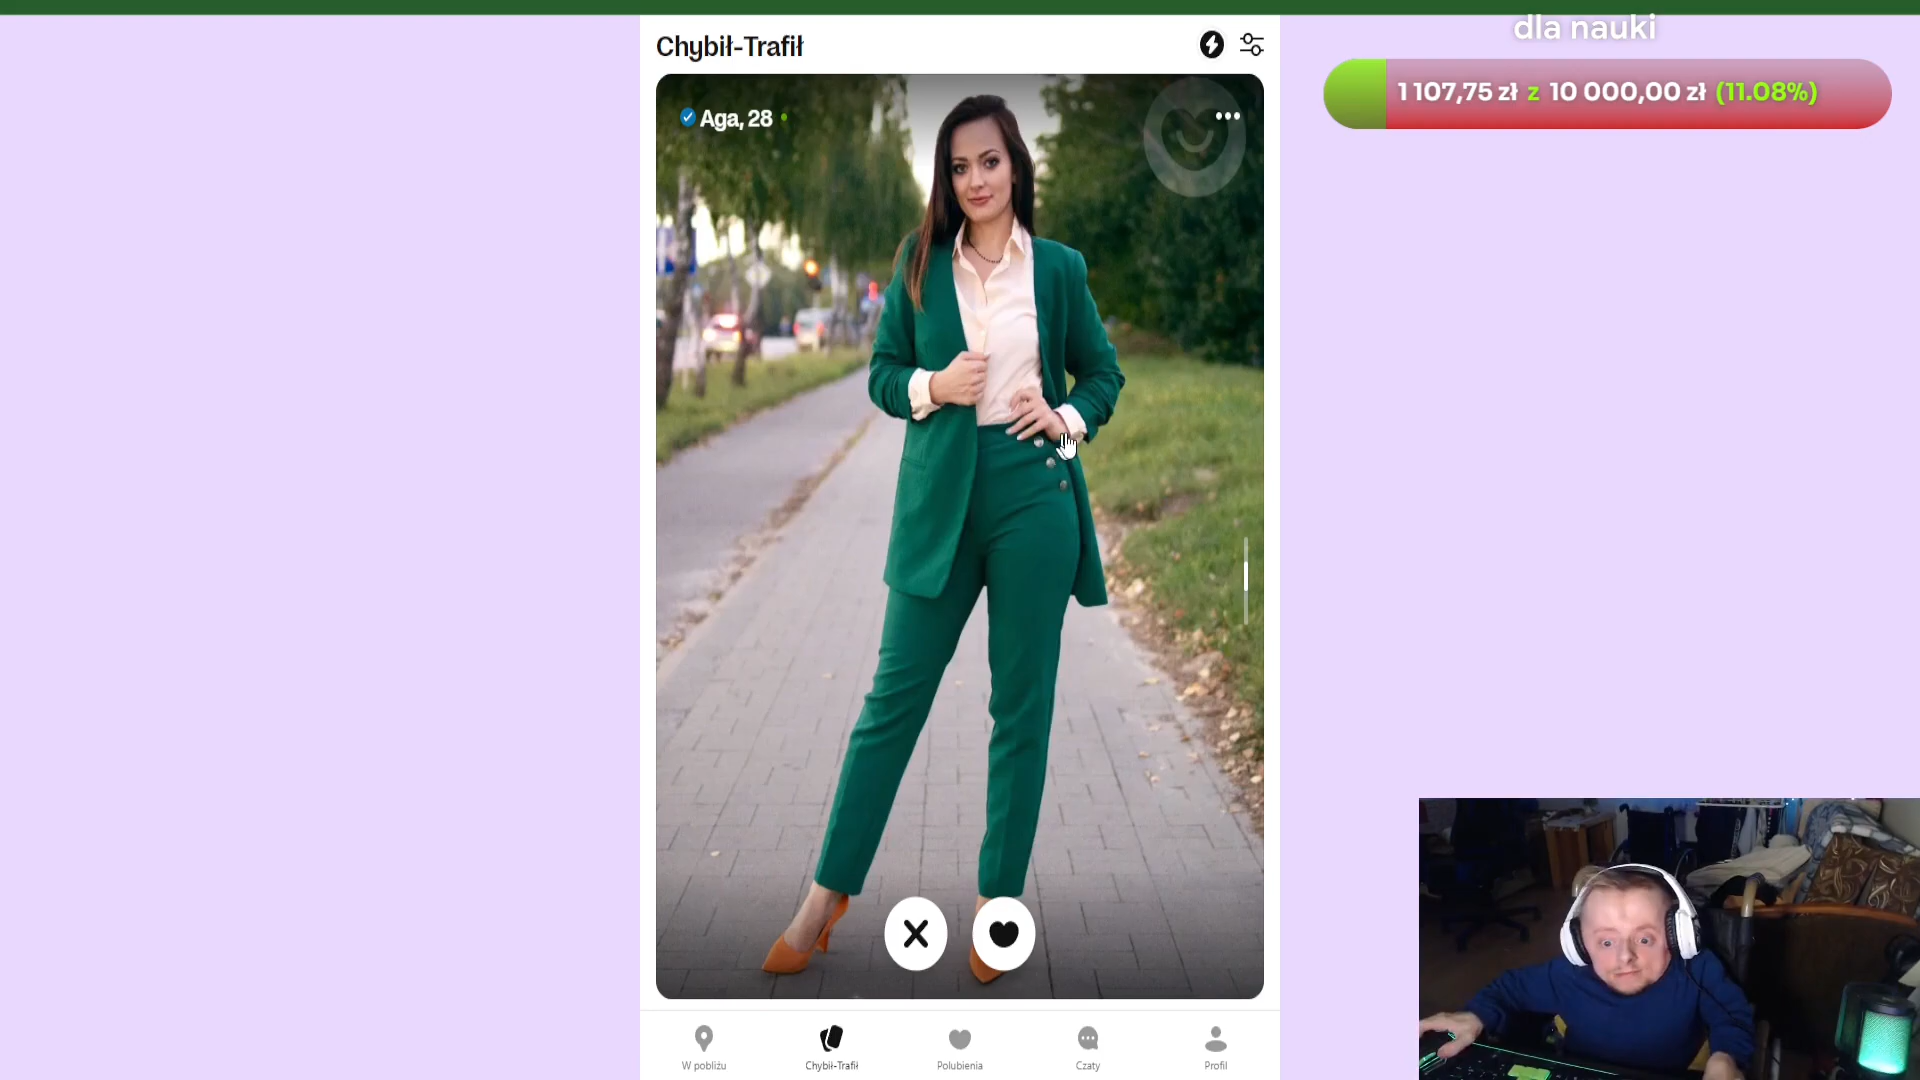 dla nauki
Chybił-Trafił
1 107,75 zł z 10 000,00 zł (11.08%)
Aga, 28
W pobliżu
Chybił-Trafił
Polubienia
Czaty
Profil